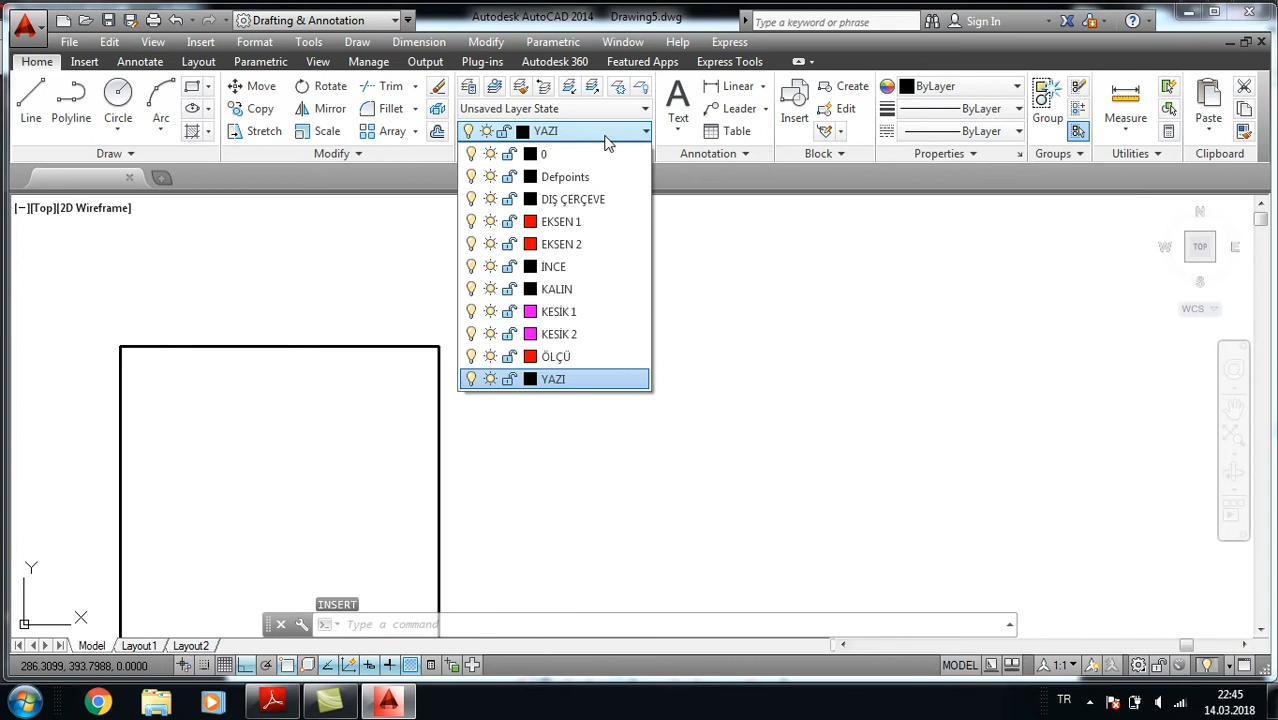 Drafting & Annotation
Autodesk AutoCAD 2014 Drawing5.dwg
Type a keyword or phrase
Sign In
File Edit View Insert Format Tools Draw Dimension Modify Parametric Window Help Express
Home Insert Annotate Layout Parametric View Manage Output Plug-ins Autodesk 360 Featured Apps Express Tools
Line Polyline Circle Arc
Move Rotate Trim
Copy Mirror Fillet
Stretch Scale Array
Unsaved Layer State
YAZI
Text
Linear
Leader
Table
Insert
Create
Edit
ByLayer
ByLayer
ByLayer
Group
Measure
Paste
Draw Modify Annotation Block Properties Groups Utilities Clipboard
0
Defpoints
DIŞ ÇERÇEVE
EKSEN 1
EKSEN 2
İNCE
KALIN
KESİK 1
KESİK 2
ÖLÇÜ
YAZI
[−][Top][2D Wireframe]
N
W TOP E
S
WCS
Y
X
INSERT
Type a command
Model Layout1 Layout2
286.3099, 393.7988, 0.0000
MODEL
1:1
TR
22:45
14.03.2018